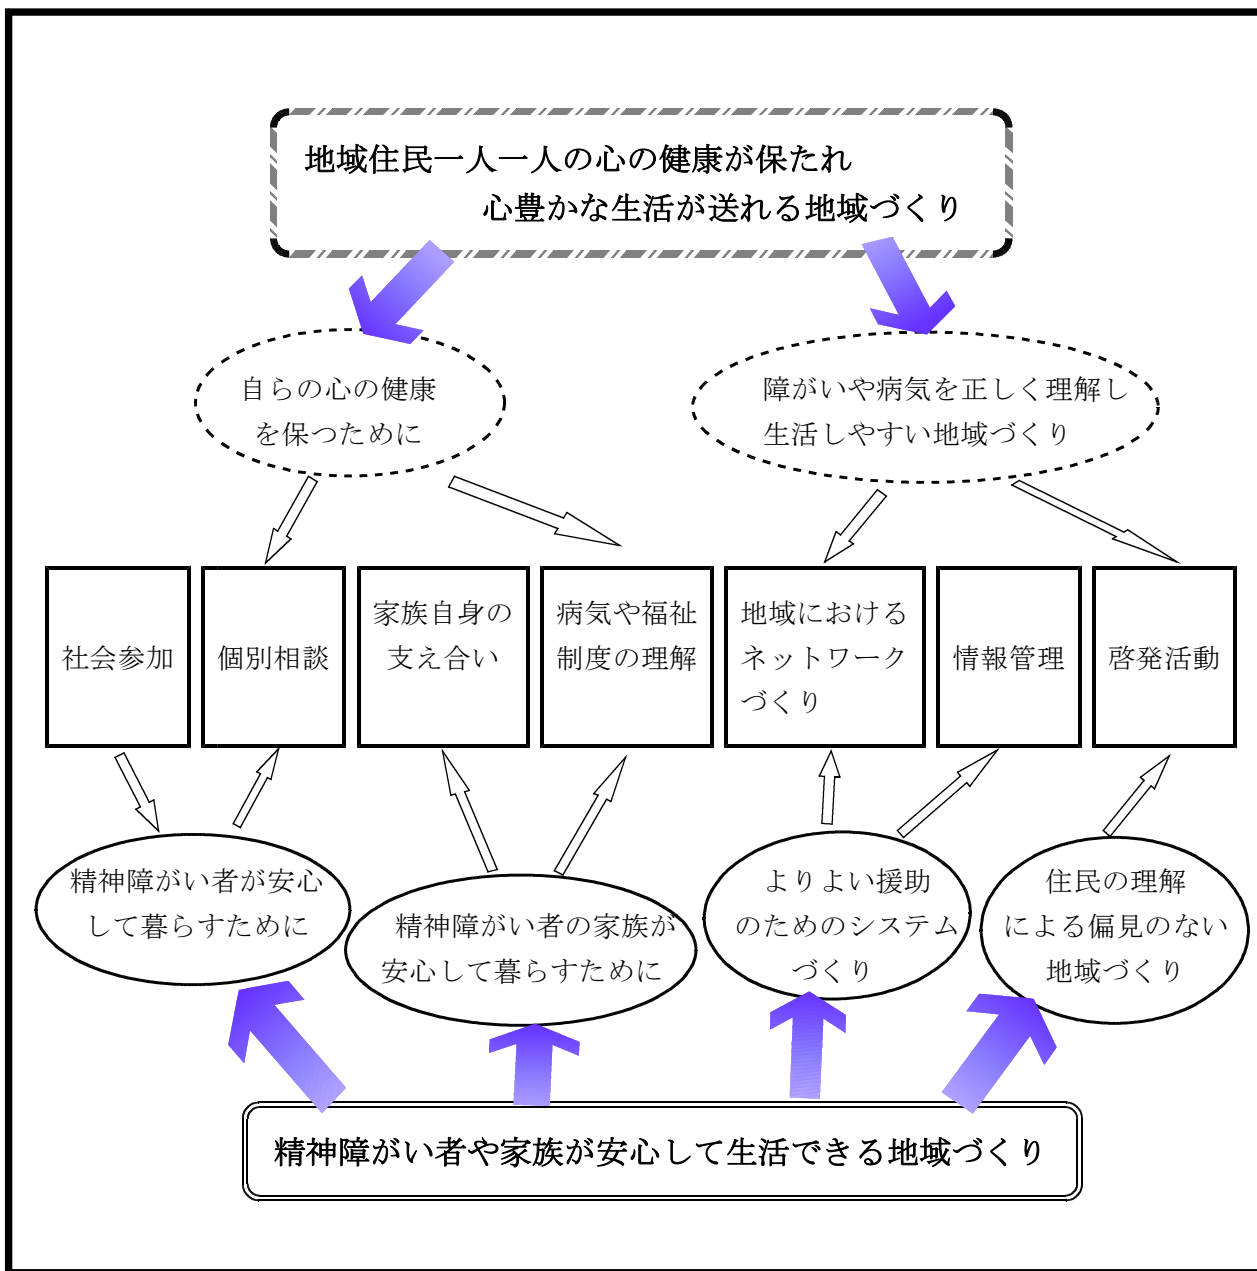 地域住民一人一人の心の健康が保たれ
心豊かな生活が送れる地域づくり
自らの心の健康
を保つために
障がいや病気を正しく理解し
生活しやすい地域づくり
社会参加
個別相談
家族自身の
支え合い
病気や福祉
制度の理解
地域における
ネットワーク
づくり
情報管理
啓発活動
精神障がい者が安心
して暮らすために
精神障がい者の家族が
安心して暮らすために
よりよい援助
のためのシステム
づくり
住民の理解
による偏見のない
地域づくり
精神障がい者や家族が安心して生活できる地域づくり